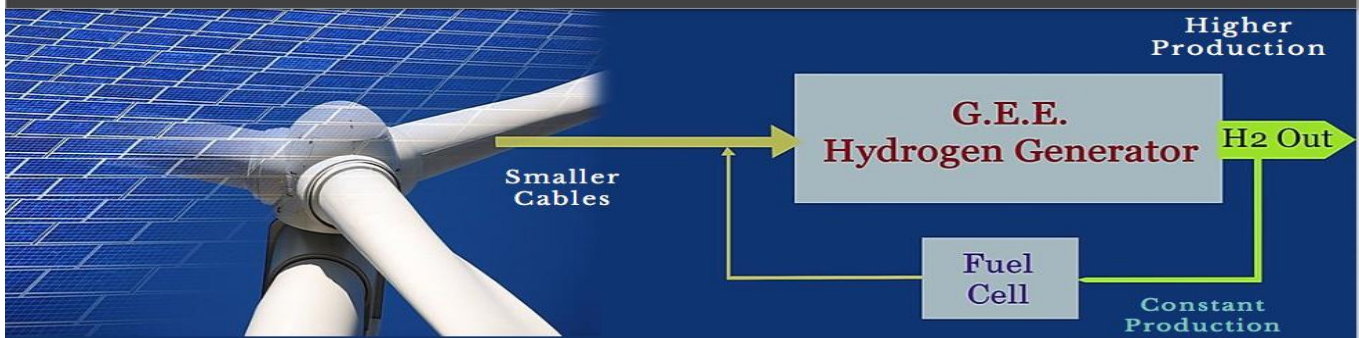 Higher
Production
G.E.E.
Hydrogen Generator
H2 Out
Smaller
Cables
Fuel
Cell
Constant
Production